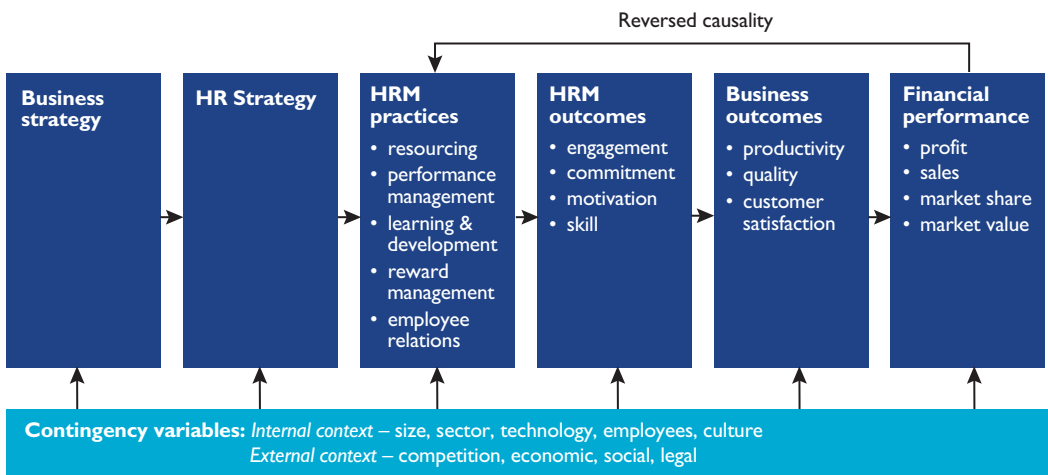 Reversed causality
Business
strategy
HR Strategy
HRM
practices
• resourcing
• performance
management
• learning &
development
• reward
management
• employee
relations
HRM
outcomes
• engagement
• commitment
• motivation
• skill
Business
outcomes
• productivity
• quality
• customer
satisfaction
Financial
performance
• profit
• sales
• market share
• market value
Contingency variables: Internal context – size, sector, technology, employees, culture
External context – competition, economic, social, legal